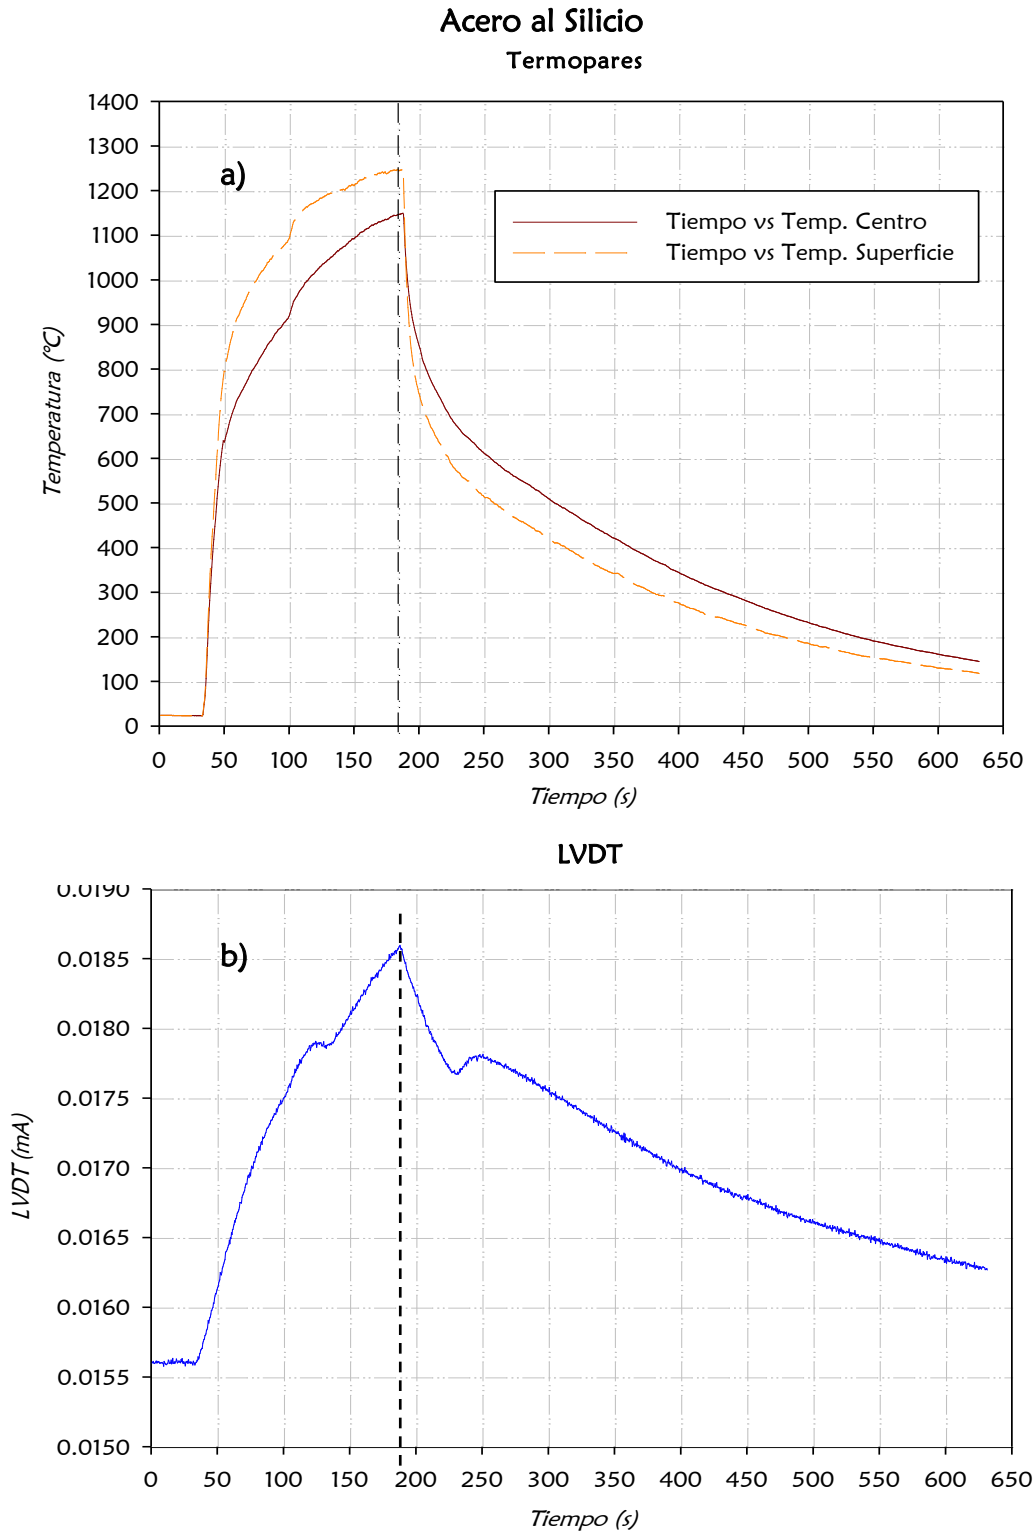 Acero al Silicio
Termopares
1400
1300
1200
1100
1000
900
800
700
600
500
400
300
200
100
0
Temperatura (°C)
a)
Tiempo vs Temp. Centro
Tiempo vs Temp. Superficie
0 50 100 150 200 250 300 350 400 450 500 550 600 650
Tiempo (s)
LVDT
0.0190
0.0185
0.0180
0.0175
0.0170
0.0165
0.0160
0.0155
0.0150
LVDT (mA)
b)
0 50 100 150 200 250 300 350 400 450 500 550 600 650
Tiempo (s)